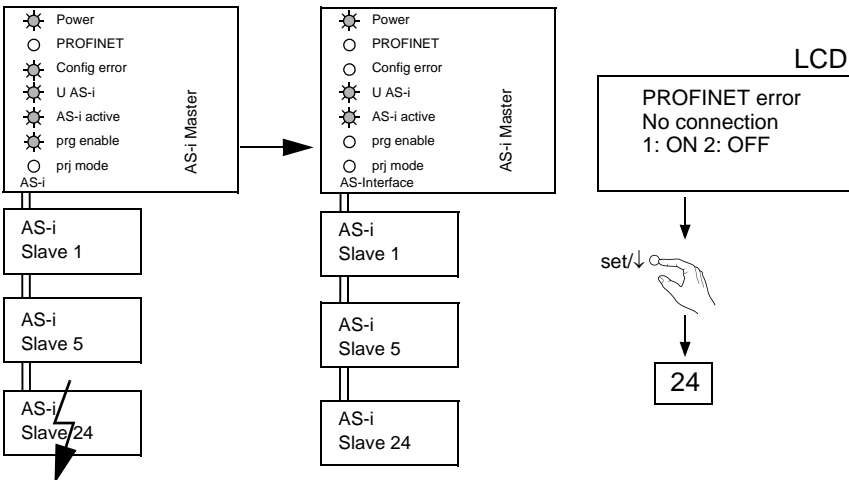 Power
PROFINET
Config error
U AS-i
AS-i active
prg enable
prj mode
AS-i
AS-i Master
AS-i
Slave 1
AS-i
Slave 5
AS-i
Slave 24
Power
PROFINET
Config error
U AS-i
AS-i active
prg enable
prj mode
AS-Interface
AS-i Master
AS-i
Slave 1
AS-i
Slave 5
AS-i
Slave 24
LCD
PROFINET error
No connection
1: ON 2: OFF
set/↓
24